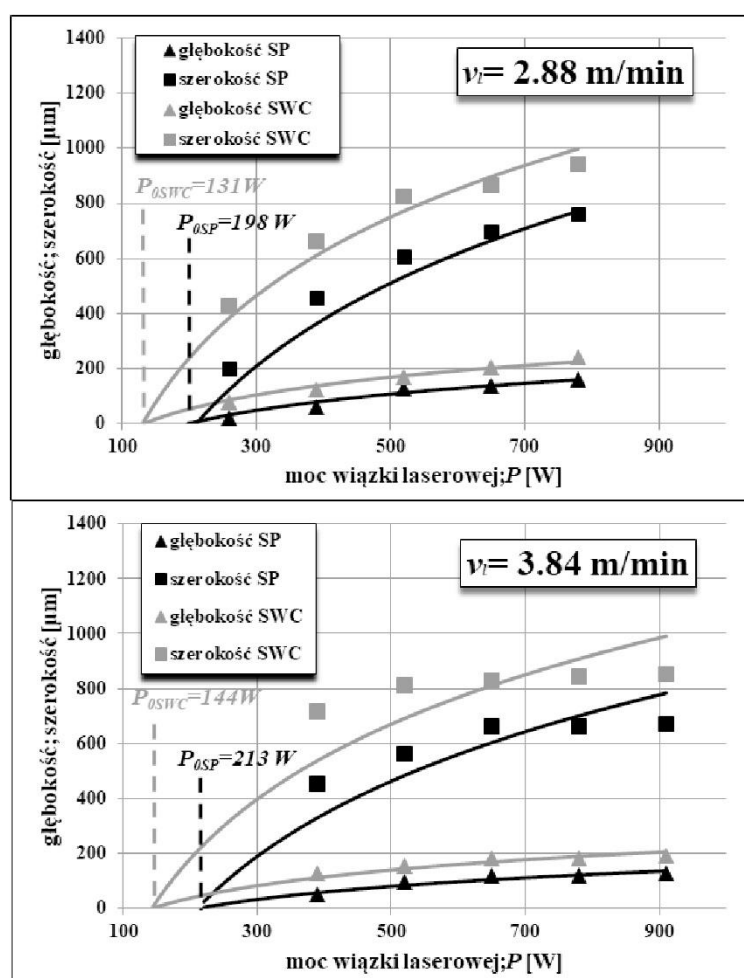 1400
1200
1000
800
600
400
200
0
głębokość; szerokość [µm]
głębokość SP
szerokość SP
głębokość SWC
szerokość SWC
vl= 2.88 m/min
P0SWC=131W
P0SP=198 W
100 300 500 700 900
moc wiązki laserowej;P [W]
1400
1200
1000
800
600
400
200
0
głębokość; szerokość [µm]
głębokość SP
szerokość SP
głębokość SWC
szerokość SWC
vl= 3.84 m/min
P0SWC=144W
P0SP=213 W
100 300 500 700 900
moc wiązki laserowej;P [W]